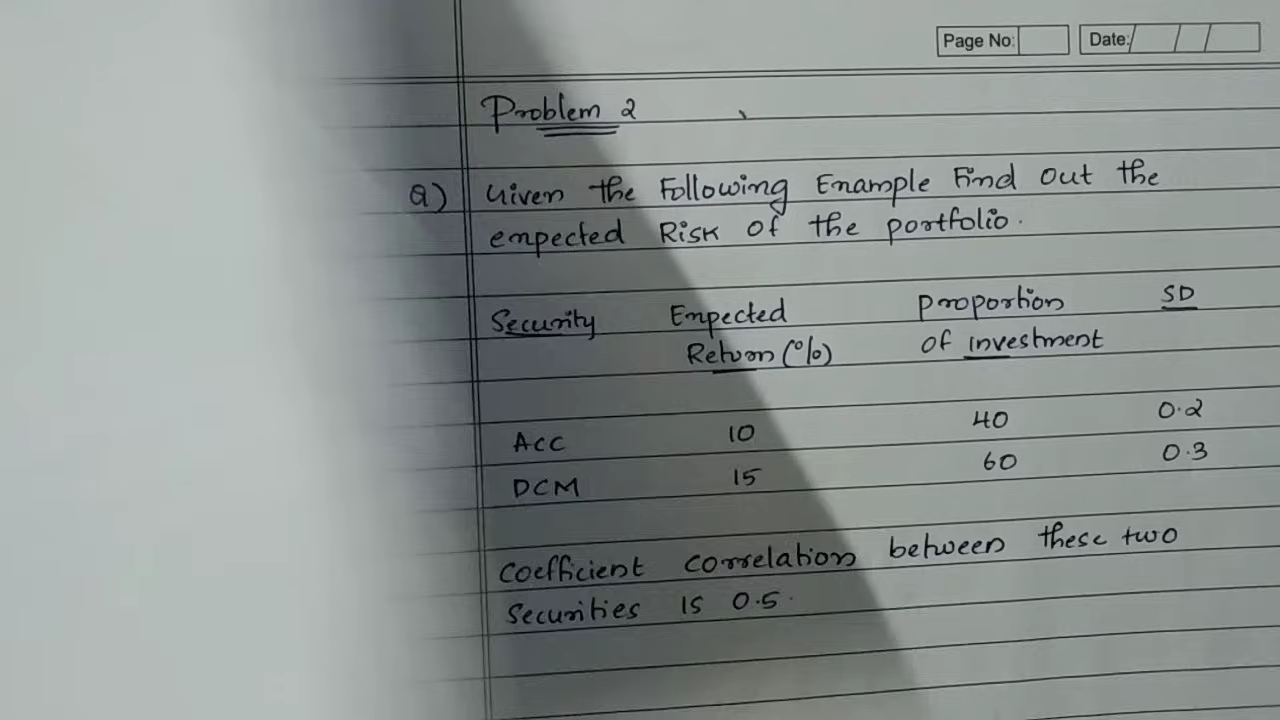 Page No: Date: / / /
Problem 2
Q) Given the Following Example Find Out the
expected Risk Of the portfolio.
Security Expected proportion SD
Return (%) Of investment
ACC 10 40 0.2
DCM 15 60 0.3
Coefficient Correlation between these two
Securities is 0.5.